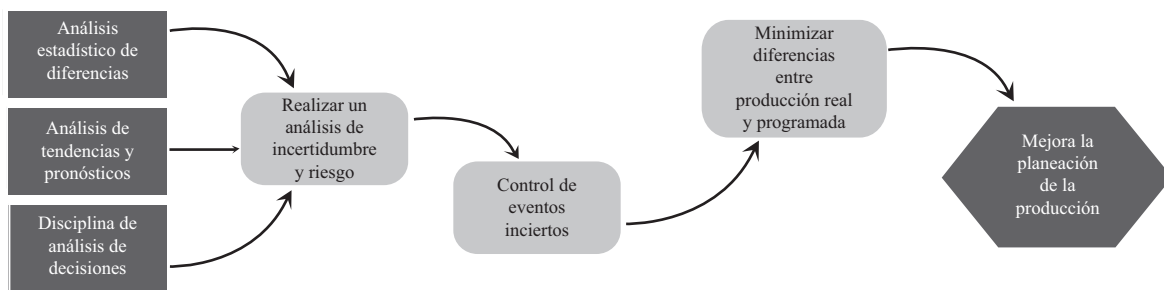 Análisis
estadístico de
diferencias
Análisis de
tendencias y
pronósticos
Disciplina de
análisis de
decisiones
Realizar un
análisis de
incertidumbre
y riesgo
Control de
eventos
inciertos
Minimizar
diferencias
entre
producción real
y programada
Mejora la
planeación
de la
producción